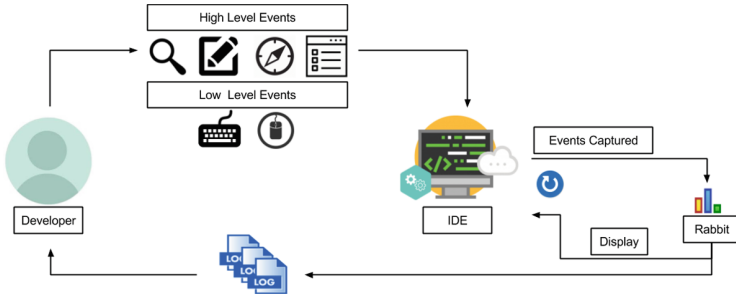 High Level Events
Low Level Events
Developer
IDE
</>
Events Captured
Display
Rabbit
LOG
LOG
LOG